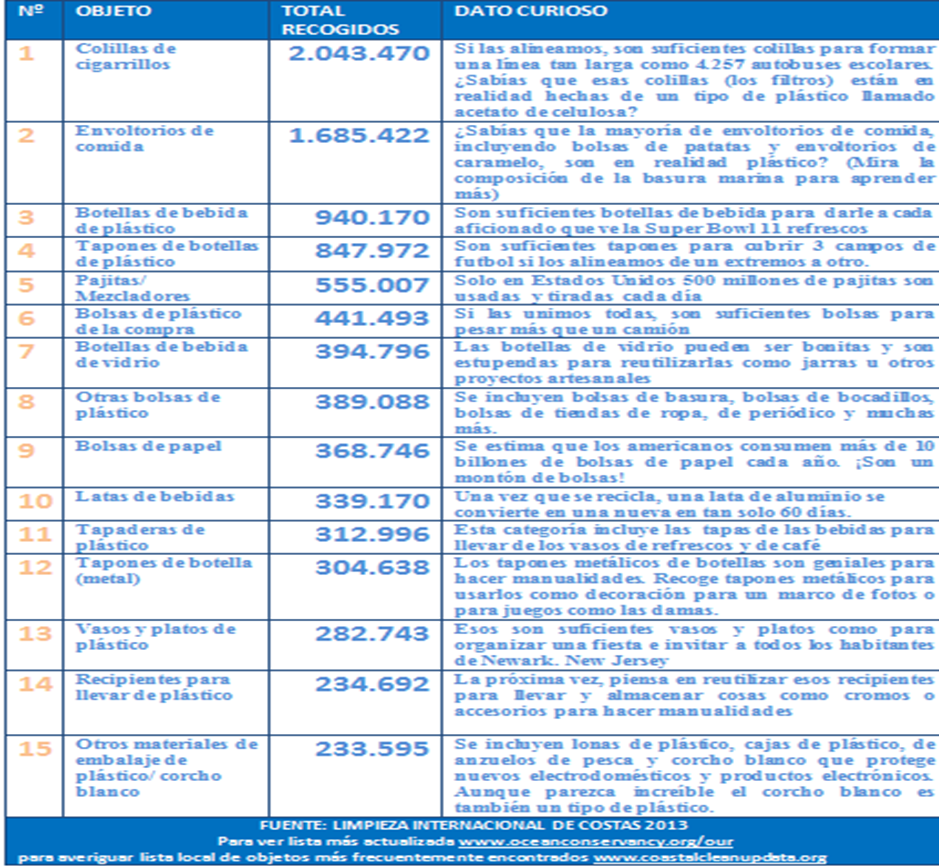 Nº OBJETO TOTAL RECOGIDOS DATO CURIOSO
1 Colillas de cigarrillos 2.043.470 Si las alineamos, son suficientes colillas para formar
una línea tan larga como 4.257 autobuses escolares.
¿Sabías que esas colillas (los filtros) están en
realidad hechas de un tipo de plástico llamado
acetato de celulosa?
2 Envoltorios de comida 1.685.422 ¿Sabías que la mayoría de envoltorios de comida,
incluyendo bolsas de patatas y envoltorios de
caramelo, son en realidad plástico? (Mira la
composición de la basura marina para aprender
más)
3 Botellas de bebida de plástico 940.170 Son suficientes botellas de bebida para darle a cada
aficionado que ve la Super Bowl 11 refrescos
4 Tapones de botellas de plástico 847.972 Son suficientes tapones para cubrir 3 campos de
futbol si los alineamos de un extremos a otro.
5 Pajitas/ Mezcladores 555.007 Solo en Estados Unidos 500 millones de pajitas son
usadas y tiradas cada día
6 Bolsas de plástico de la compra 441.493 Si las unimos todas, son suficientes bolsas para
pesar más que un camión
7 Botellas de bebida de vidrio 394.796 Las botellas de vidrio pueden ser bonitas y son
estupendas para reutilizarlas como jarras u otros
proyectos artesanales
8 Otras bolsas de plástico 389.088 Se incluyen bolsas de basura, bolsas de bocadillos,
bolsas de tiendas de ropa, de periódico y muchas
más.
9 Bolsas de papel 368.746 Se estima que los americanos consumen más de 10
billones de bolsas de papel cada año. ¡Son un
montón de bolsas!
10 Latas de bebidas 339.170 Una vez que se recicla, una lata de aluminio se
convierte en una nueva en tan solo 60 días.
11 Tapaderas de plástico 312.996 Esta categoría incluye las tapas de las bebidas para
llevar de los vasos de refrescos y de café
12 Tapones de botella (metal) 304.638 Los tapones metálicos de botellas son geniales para
hacer manualidades. Recoge tapones metálicos para
usarlos como decoración para un marco de fotos o
para juegos como las damas.
13 Vasos y platos de plástico 282.743 Esos son suficientes vasos y platos como para
organizar una fiesta e invitar a todos los habitantes
de Newark. New Jersey
14 Recipientes para llevar de plástico 234.692 La próxima vez, piensa en reutilizar esos recipientes
para llevar y almacenar cosas como cromos o
accesorios para hacer manualidades
15 Otros materiales de embalaje de plástico/ corcho blanco 233.595 Se incluyen lonas de plástico, cajas de plástico, de
anzuelos de pesca y corcho blanco que protege
nuevos electrodomésticos y productos electrónicos.
Aunque parezca increíble el corcho blanco es
también un tipo de plástico.
FUENTE: LIMPIEZA INTERNACIONAL DE COSTAS 2013
Para ver lista más actualizada www.oceanconservancy.org/our
para averiguar lista local de objetos más frecuentemente encontrados www.coastalcleanupdata.org